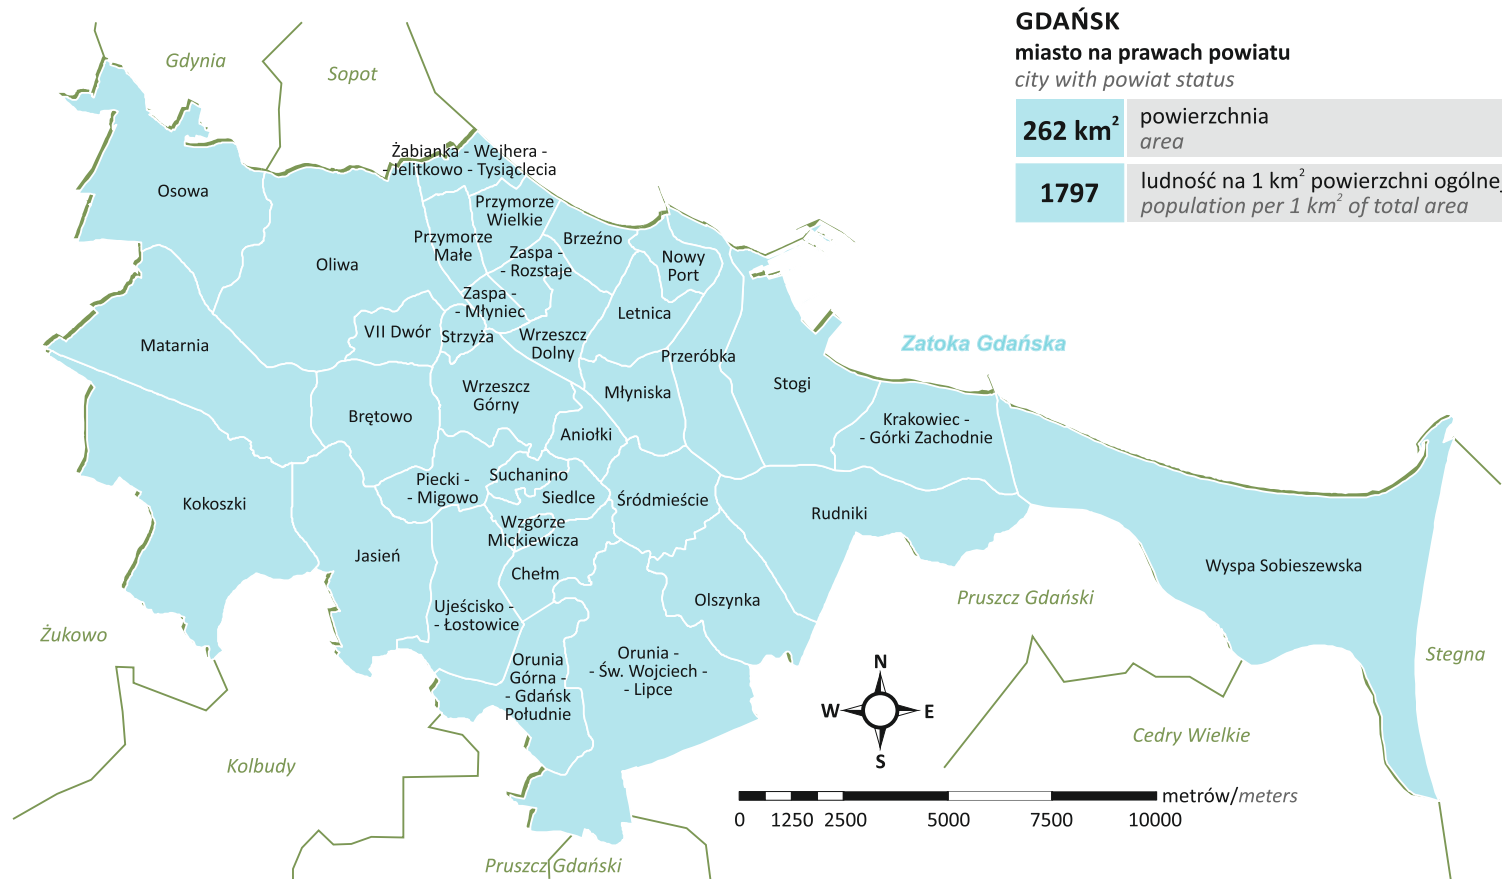 GDAŃSK
miasto na prawach powiatu
city with powiat status
262 km²
powierzchnia
area
1797
ludność na 1 km² powierzchni ogólnej
population per 1 km² of total area
Gdynia
Sopot
Żabianka - Wejhera -
- Jelitkowo - Tysiąclecia
Osowa
Przymorze
Wielkie
Przymorze
Małe
Brzeźno
Zaspa -
- Rozstaje
Nowy
Port
Oliwa
Zaspa -
- Młyniec
Letnica
VII Dwór
Strzyża
Wrzeszcz
Dolny
Matarnia
Przeróbka
Zatoka Gdańska
Stogi
Wrzeszcz
Górny
Młyniska
Brętowo
Krakowiec -
- Górki Zachodnie
Aniołki
Suchanino
Piecki -
- Migowo
Siedlce
Śródmieście
Kokoszki
Rudniki
Wzgórze
Mickiewicza
Jasień
Wyspa Sobieszewska
Chełm
Olszynka
Pruszcz Gdański
Ujeścisko -
- Łostowice
Żukowo
Stegna
Orunia
Górna -
- Gdańsk
Południe
Orunia -
- Św. Wojciech -
- Lipce
N
W
E
S
Cedry Wielkie
Kolbudy
metrów/meters
0 1250 2500 5000 7500 10000
Pruszcz Gdański